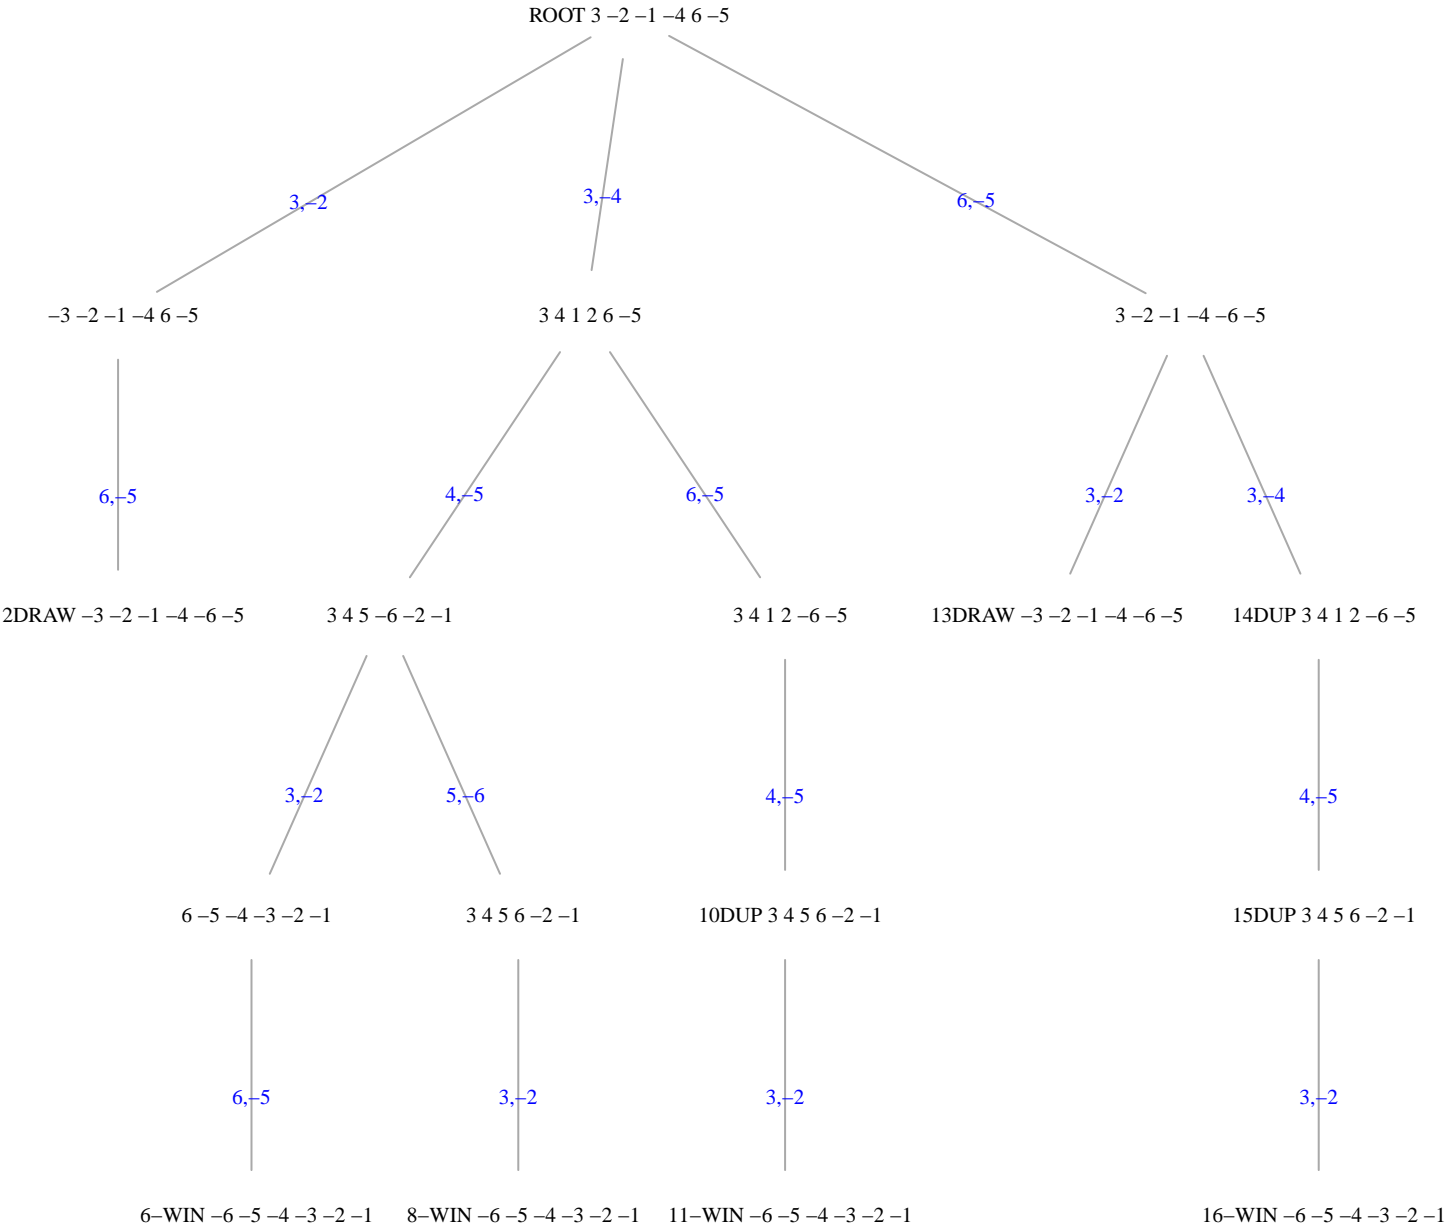 ROOT 3 –2 –1 –4 6 –5
3,–2
3,–4
6,–5
–3 –2 –1 –4 6 –5
3 4 1 2 6 –5
3 –2 –1 –4 –6 –5
6,–5
4,–5
6,–5
3,–2
3,–4
2DRAW –3 –2 –1 –4 –6 –5
3 4 5 –6 –2 –1
3 4 1 2 –6 –5
13DRAW –3 –2 –1 –4 –6 –5
14DUP 3 4 1 2 –6 –5
3,–2
5,–6
4,–5
4,–5
6 –5 –4 –3 –2 –1
3 4 5 6 –2 –1
10DUP 3 4 5 6 –2 –1
15DUP 3 4 5 6 –2 –1
6,–5
3,–2
3,–2
3,–2
6–WIN –6 –5 –4 –3 –2 –1
8–WIN –6 –5 –4 –3 –2 –1
11–WIN –6 –5 –4 –3 –2 –1
16–WIN –6 –5 –4 –3 –2 –1